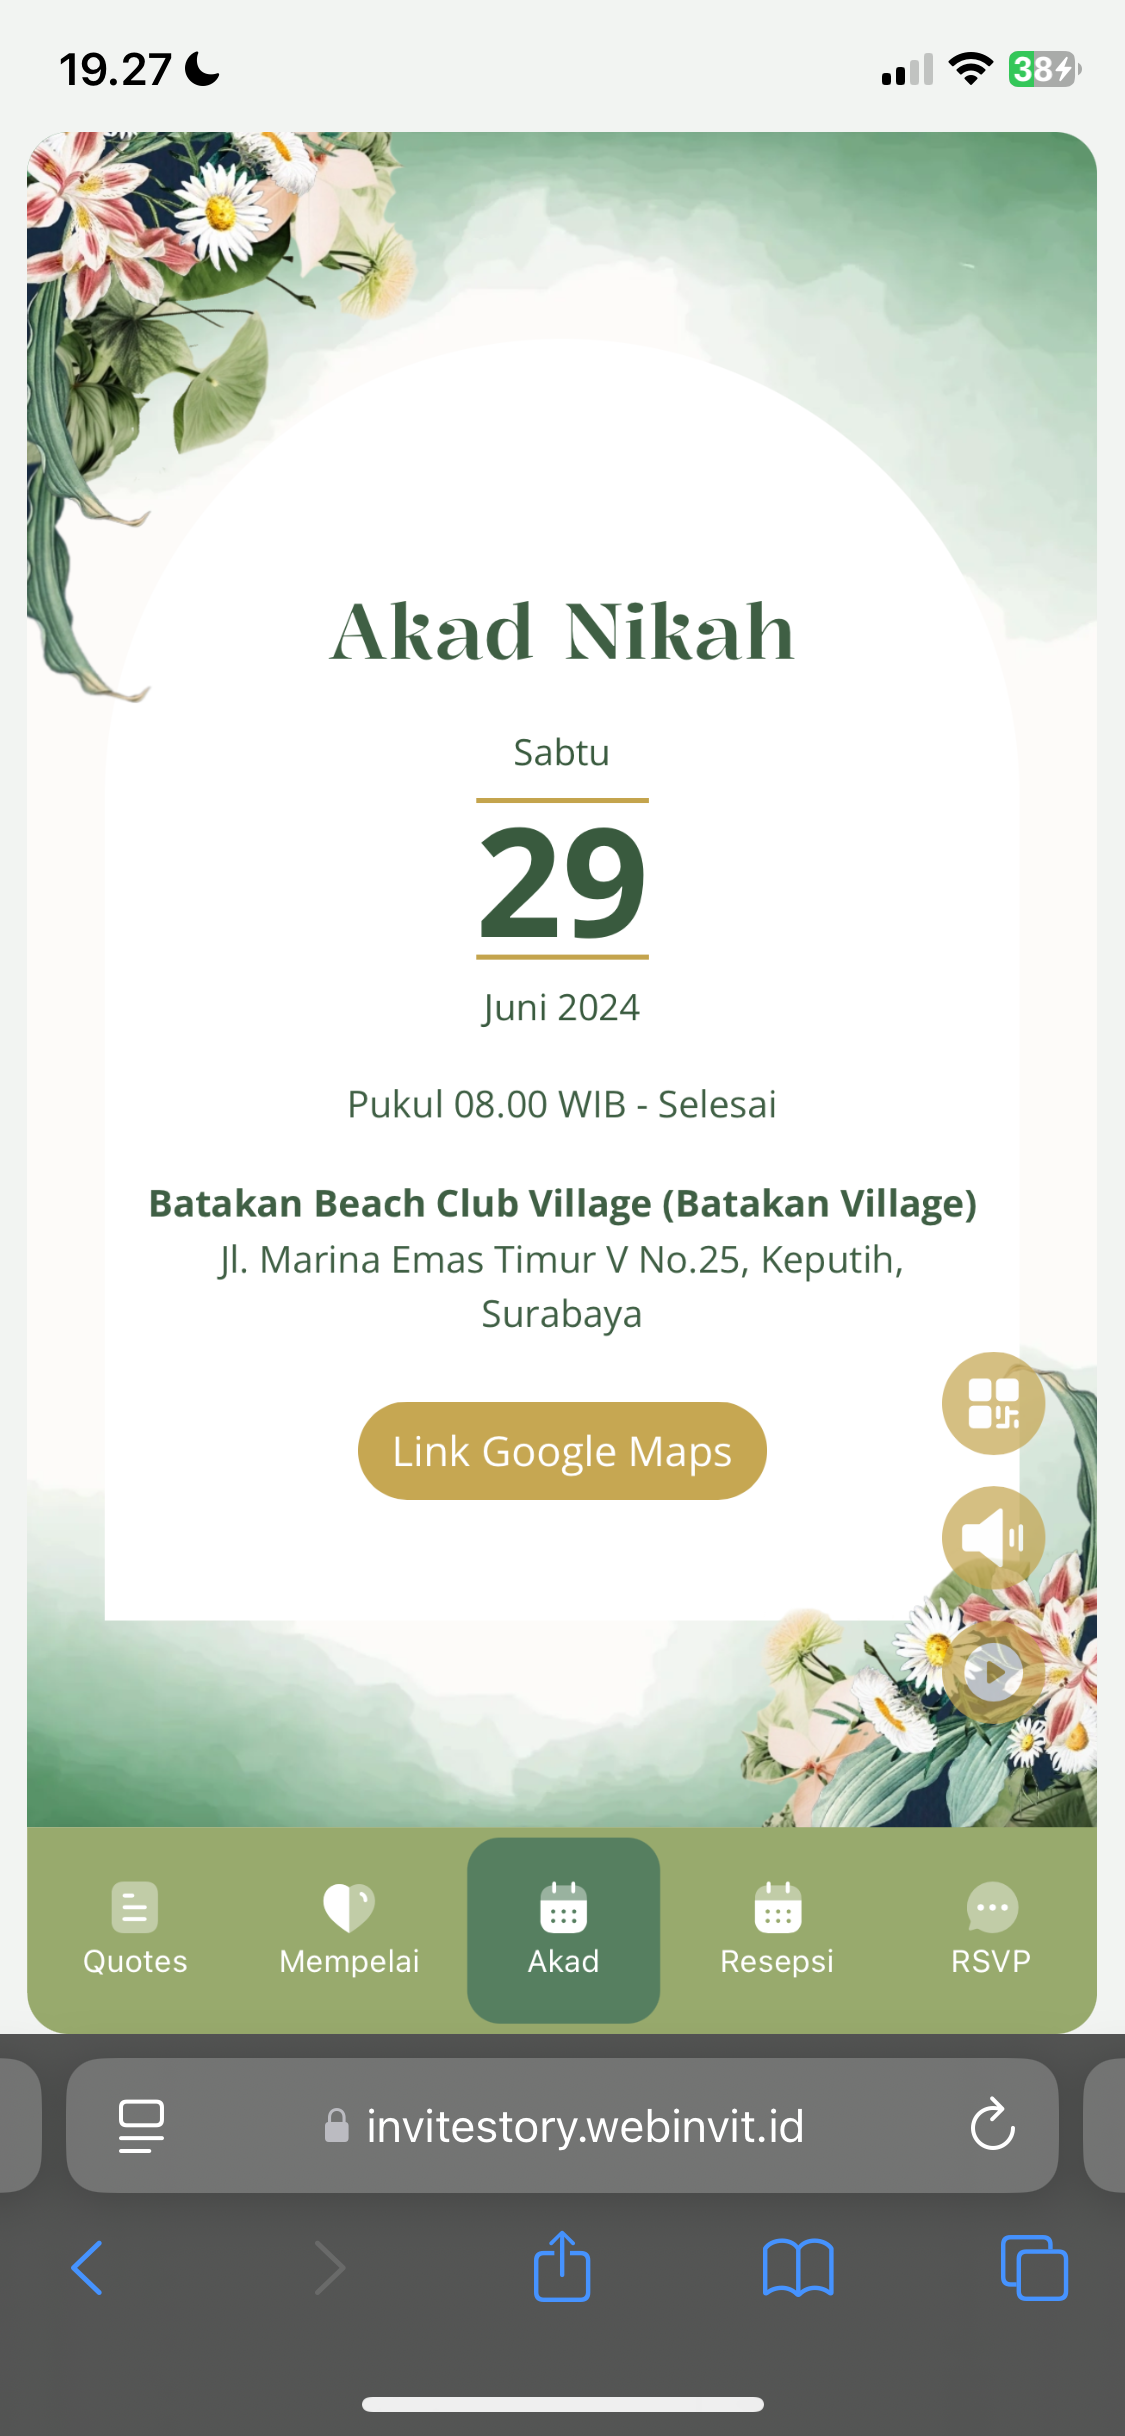 19.27
38
Akad Nikah
Sabtu
29
Juni 2024
Pukul 08.00 WIB - Selesai
Batakan Beach Club Village (Batakan Village)
Jl. Marina Emas Timur V No.25, Keputih,
Surabaya
Link Google Maps
Quotes
Mempelai
Akad
Resepsi
RSVP
invitestory.webinvit.id